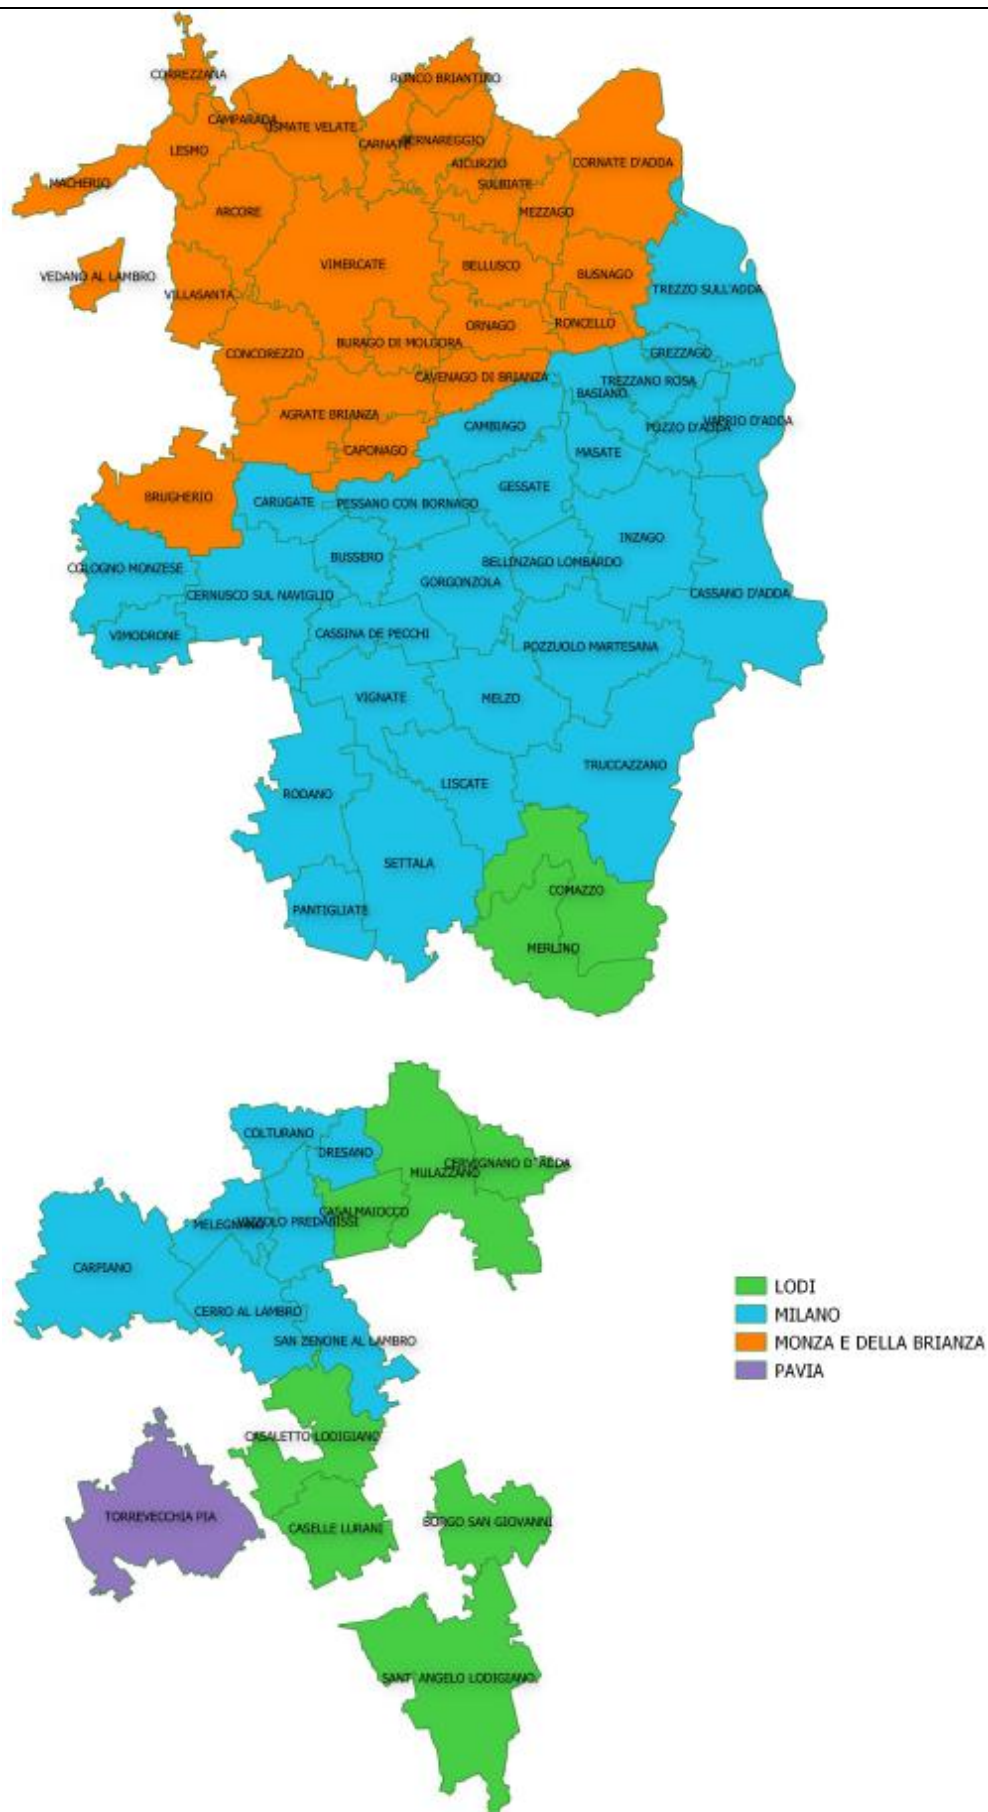 CORREZZANA
RONCO BRIANTINO
CAMPARADA
USMATE VELATE
CARNATE
BERNAREGGIO
LESMO
AICURZIO
CORNATE D'ADDA
MACHERIO
SULBIATE
ARCORE
MEZZAGO
VIMERCATE
BELLUSCO
BUSNAGO
VEDANO AL LAMBRO
TREZZO SULL'ADDA
VILLASANTA
ORNAGO
RONCELLO
BURAGO DI MOLGORA
CONCOREZZO
GREZZAGO
CAVENAGO DI BRIANZA
TREZZANO ROSA
BASIANO
AGRATE BRIANZA
VAPRIO D'ADDA
CAMBIAGO
POZZO D'ADDA
CAPONAGO
MASATE
GESSATE
BRUGHERIO
CARUGATE
PESSANO CON BORNAGO
INZAGO
BUSSERO
BELLINZAGO LOMBARDO
COLOGNO MONZESE
GORGONZOLA
CERNUSCO SUL NAVIGLIO
CASSANO D'ADDA
VIMODRONE
CASSINA DE PECCHI
POZZUOLO MARTESANA
VIGNATE
MELZO
TRUCCAZZANO
LISCATE
RODANO
SETTALA
COMAZZO
PANTIGLIATE
MERLINO
COLTURANO
DRESANO
CERVIGNANO D`ADDA
MULAZZANO
CASALMAIOCCO
MELEGNANO
VIZZOLO PREDABISSI
CARPIANO
CERRO AL LAMBRO
SAN ZENONE AL LAMBRO
LODI
MILANO
MONZA E DELLA BRIANZA
PAVIA
CASALETTO LODIGIANO
TORREVECCHIA PIA
CASELLE LURANI
BORGO SAN GIOVANNI
SANT`ANGELO LODIGIANO